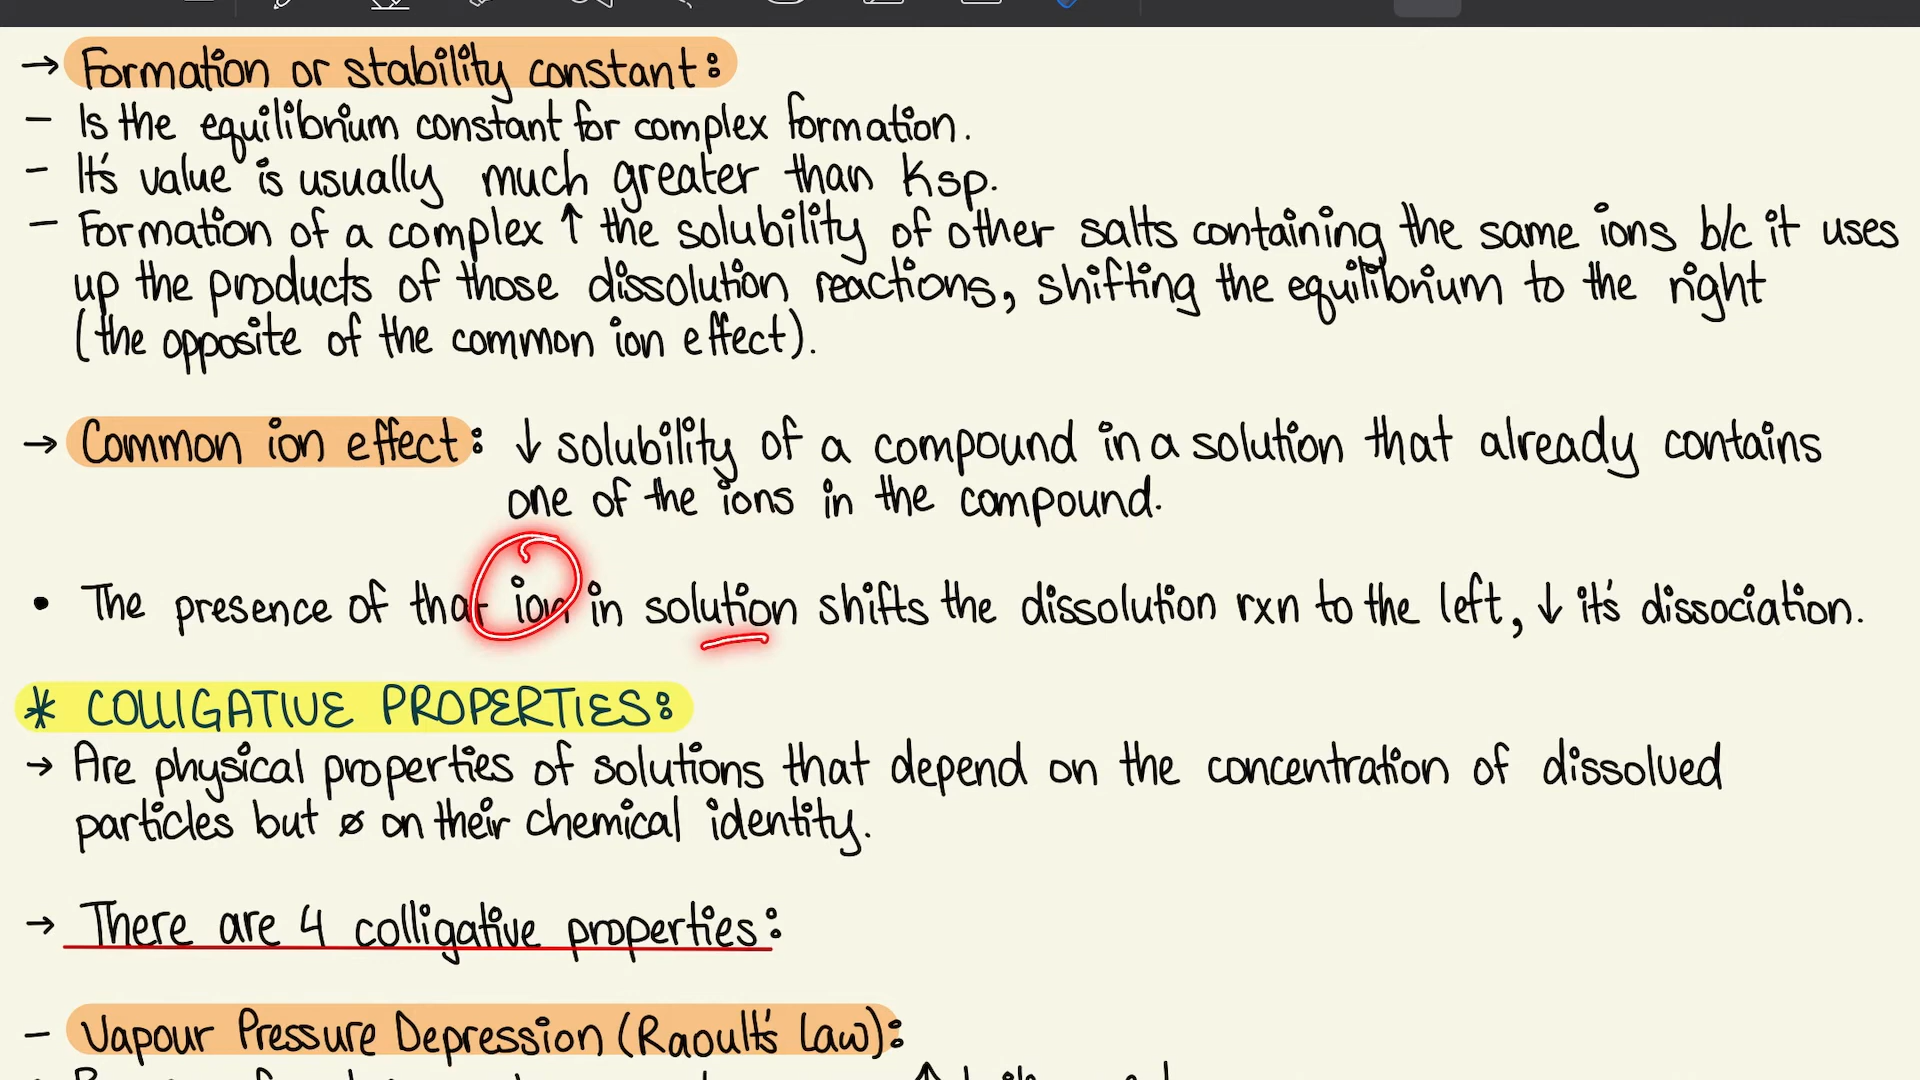 → Formation or stability constant:
- Is the equilibrium constant for complex formation.
- It's value is usually much greater than Ksp.
- Formation of a complex ↑ the solubility of other salts containing the same ions b/c it uses
up the products of those dissolution reactions, shifting the equilibrium to the right
(the opposite of the common ion effect).
→ Common ion effect: ↓ solubility of a compound in a solution that already contains
one of the ions in the compound.
• The presence of that ion in solution shifts the dissolution rxn to the left, ↓ it's dissociation.
* COLLIGATIVE PROPERTIES:
→ Are physical properties of solutions that depend on the concentration of dissolved
particles but ø on their chemical identity.
→ There are 4 colligative properties:
- Vapour Pressure Depression (Raoult's Law):